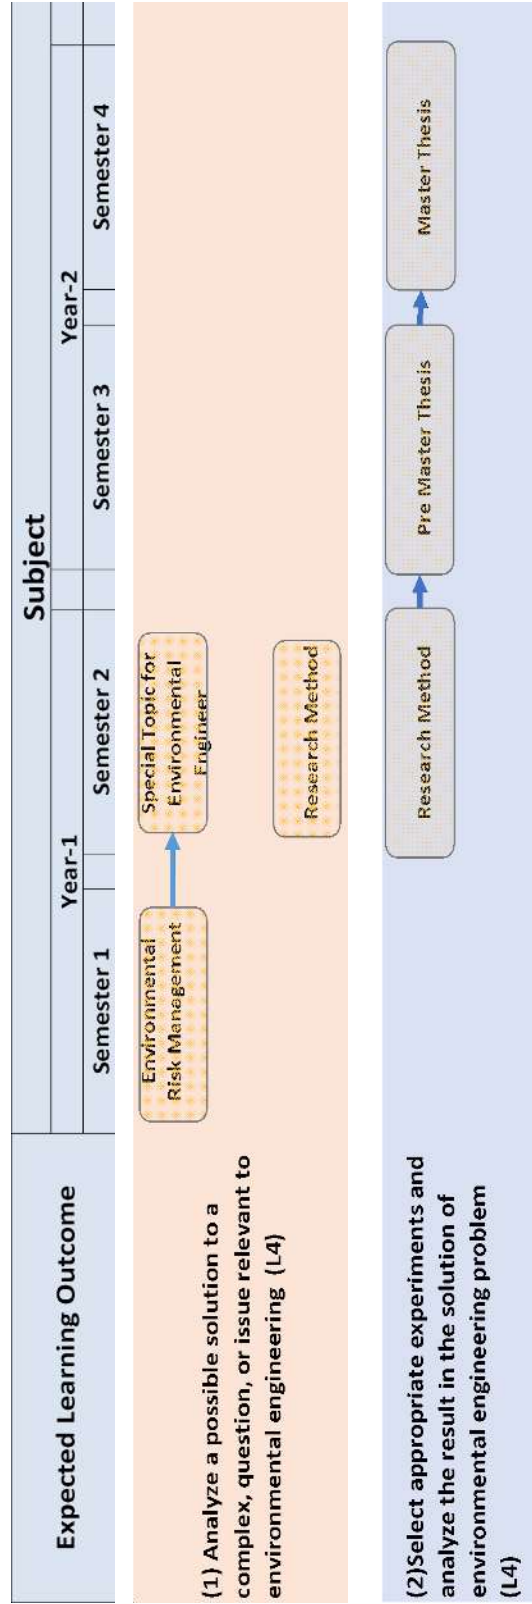 Expected Learning Outcome
Subject
Year-1
Year-2
Semester 1
Semester 2
Semester 3
Semester 4
(1) Analyze a possible solution to a
complex, question, or issue relevant to
environmental engineering (L4)
Environmental
Risk Management
Special Topic for
Environmental
Engineer
Research Method
(2)Select appropriate experiments and
analyze the result in the solution of
environmental engineering problem
(L4)
Research Method
Pre Master Thesis
Master Thesis